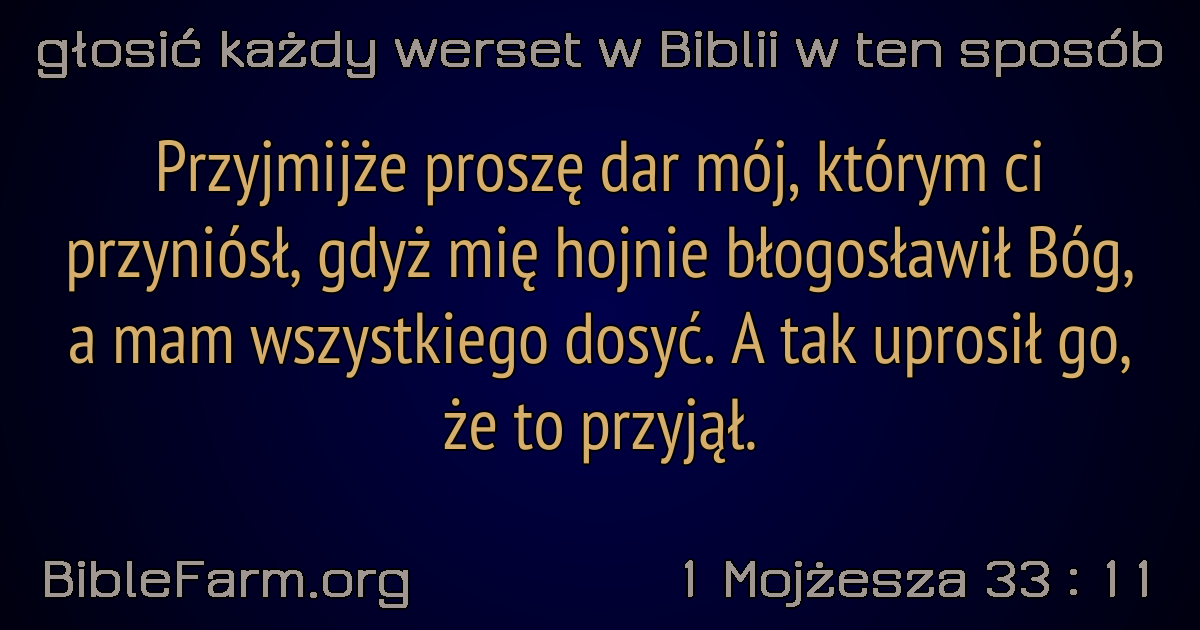 głosić każdy werset w Biblii w ten sposób
Przyjmijże proszę dar mój, którym ci
przyniósł, gdyż mię hojnie błogosławił Bóg,
a mam wszystkiego dosyć. A tak uprosił go,
że to przyjął.
BibleFarm.org
1 Mojżesza 33 : 11